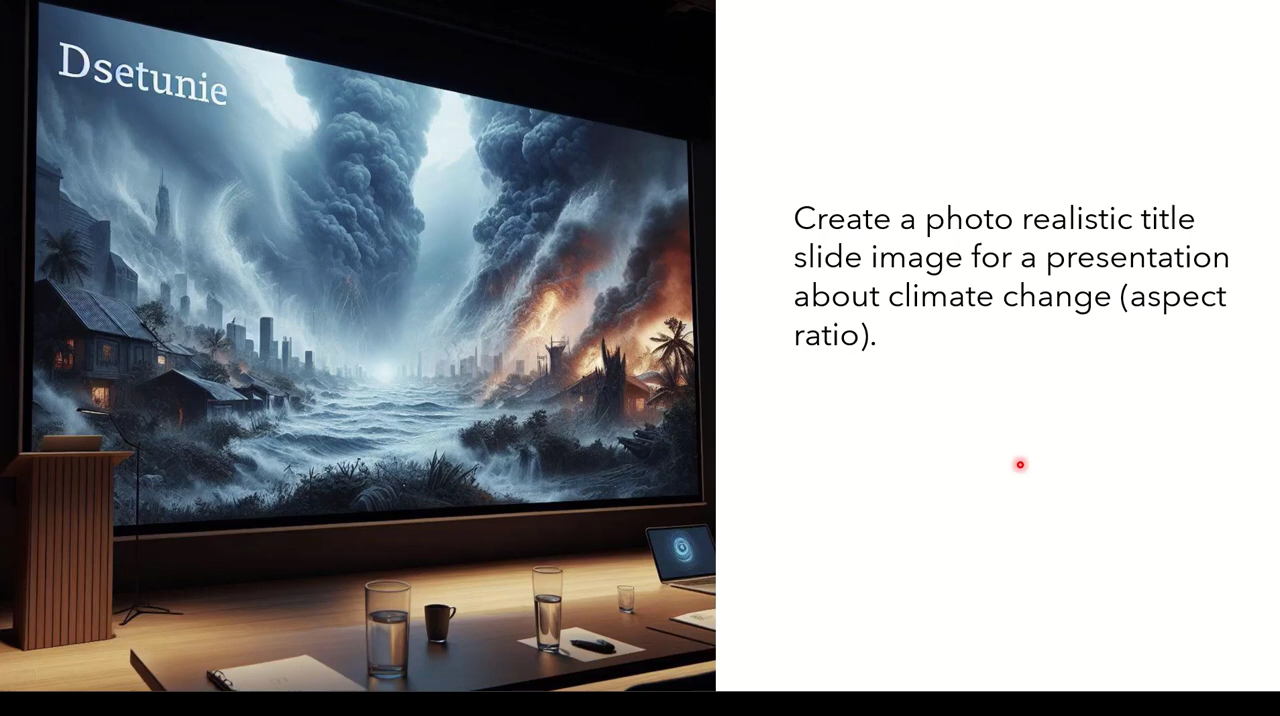 Dsetunie
Create a photo realistic title
slide image for a presentation
about climate change (aspect
ratio).